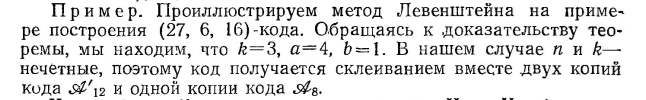 Пример. Проиллюстрируем метод Левенштейна на приме-
ре построения (27, 6, 16)-кода. Обращаясь к доказательству тео-
ремы, мы находим, что k=3, a=4, b=1. В нашем случае n и k—
нечетные, поэтому код получается склеиванием вместе двух копий
кода 𝒜′₁₂ и одной копии кода 𝒜₈.